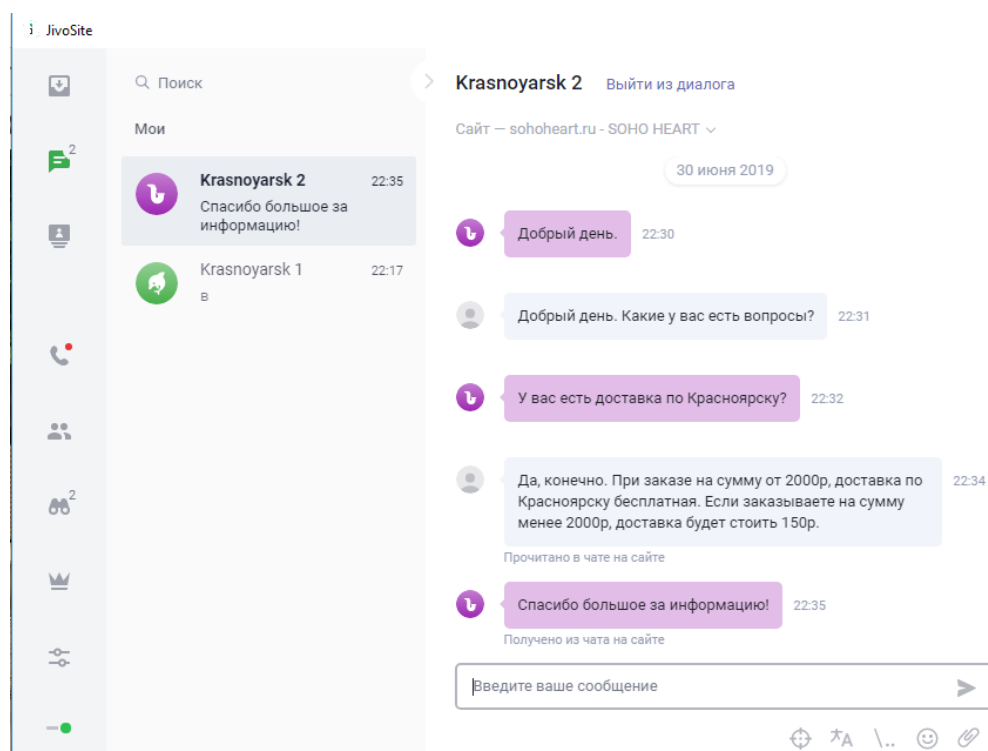 JivoSite
Поиск
Мои
2
Krasnoyarsk 2 22:35
Спасибо большое за
информацию!
Krasnoyarsk 1 22:17
в
2
Krasnoyarsk 2 Выйти из диалога
Сайт — sohoheart.ru - SOHO HEART
30 июня 2019
Добрый день. 22:30
Добрый день. Какие у вас есть вопросы? 22:31
У вас есть доставка по Красноярску? 22:32
Да, конечно. При заказе на сумму от 2000р, доставка по 22:34
Красноярску бесплатная. Если заказываете на сумму
менее 2000р, доставка будет стоить 150р.
Прочитано в чате на сайте
Спасибо большое за информацию! 22:35
Получено из чата на сайте
Введите ваше сообщение
\..